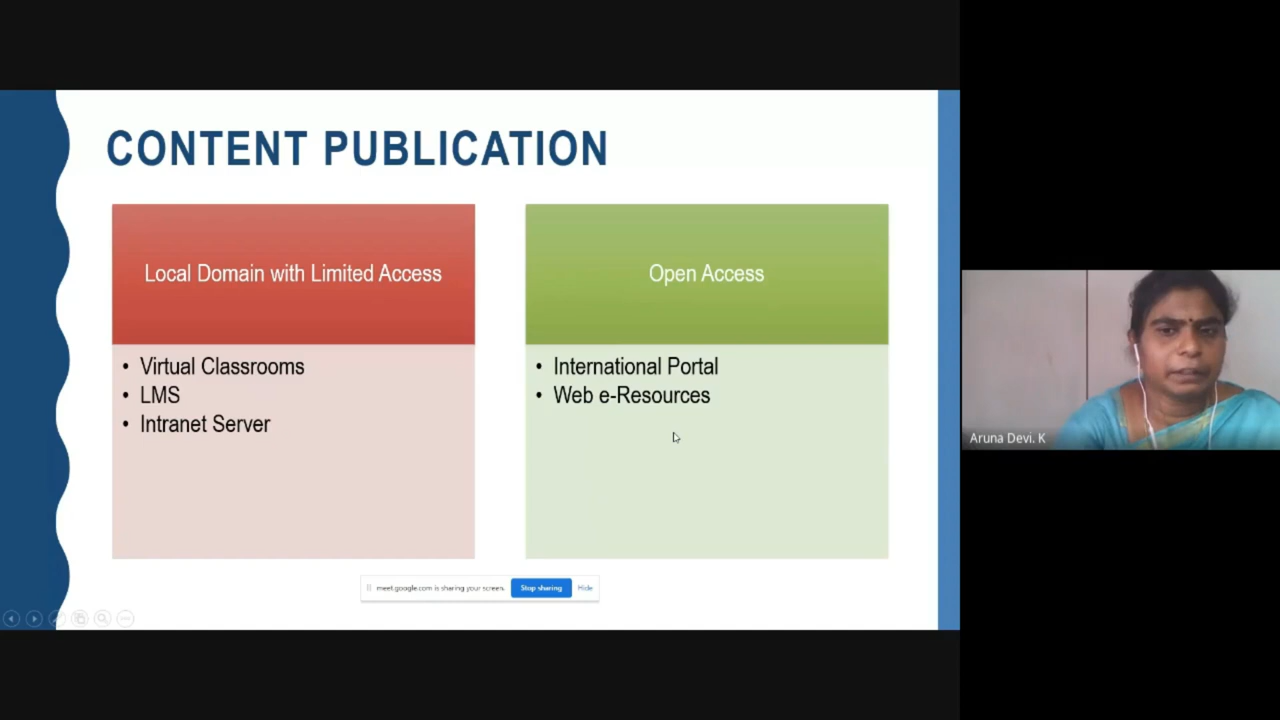 CONTENT PUBLICATION
Local Domain with Limited Access
• Virtual Classrooms
• LMS
• Intranet Server
Open Access
• International Portal
• Web e-Resources
meet.google.com is sharing your screen.
Stop sharing
Hide
Aruna Devi. K